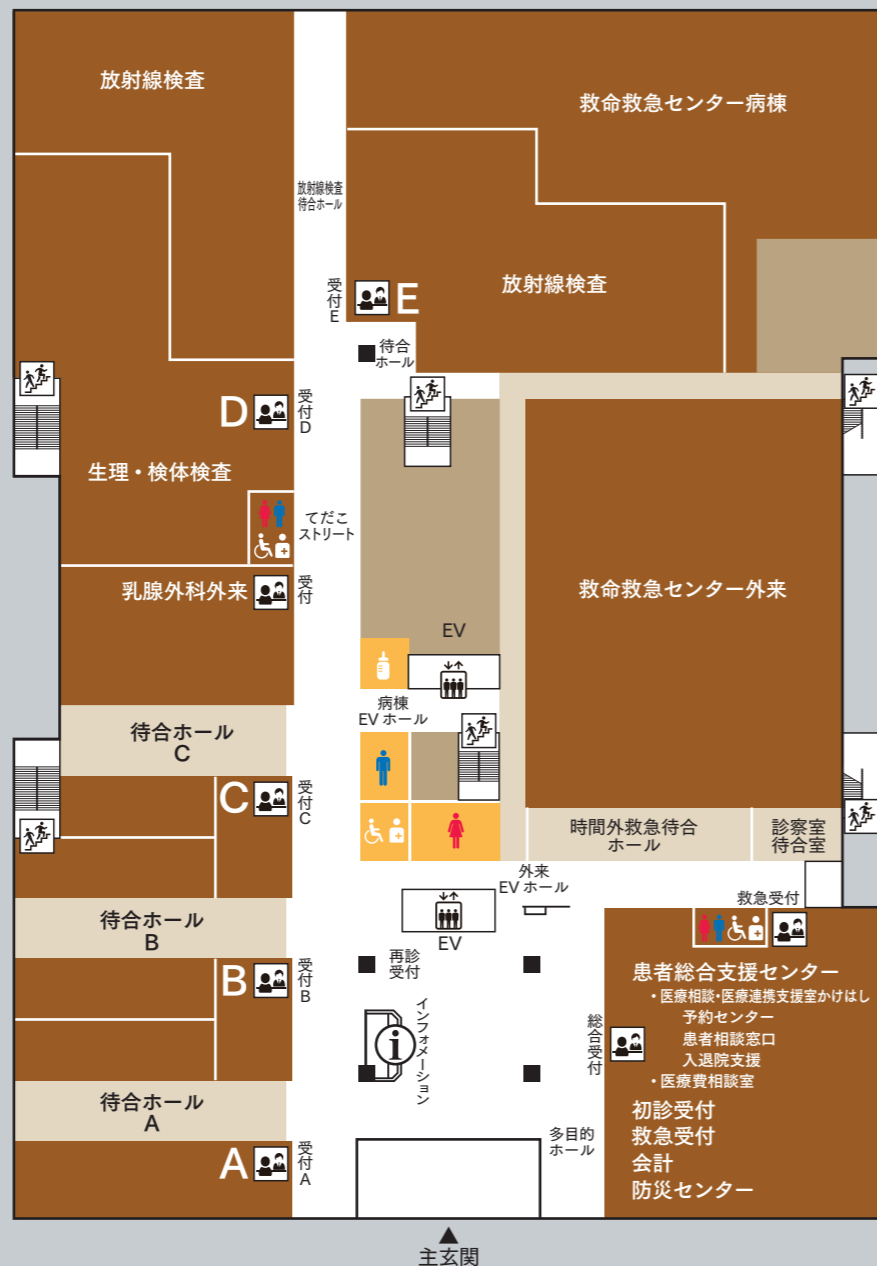 放射線検査
救命救急センター病棟
放射線検査
待合ホール
放射線検査
受付E
E
待合
ホール
D
受付D
生理・検体検査
てだこ
ストリート
乳腺外科外来
受付
救命救急センター外来
EV
病棟
EVホール
待合ホール
C
C
受付C
時間外救急待合
ホール
診察室
待合室
外来
EVホール
救急受付
待合ホール
B
EV
B
受付B
再診
受付
インフォメーション
i
総合受付
患者総合支援センター
・医療相談・医療連携支援室かけはし
予約センター
患者相談窓口
入退院支援
・医療費相談室
初診受付
救急受付
会計
防災センター
待合ホール
A
A
受付A
多目的
ホール
主玄関